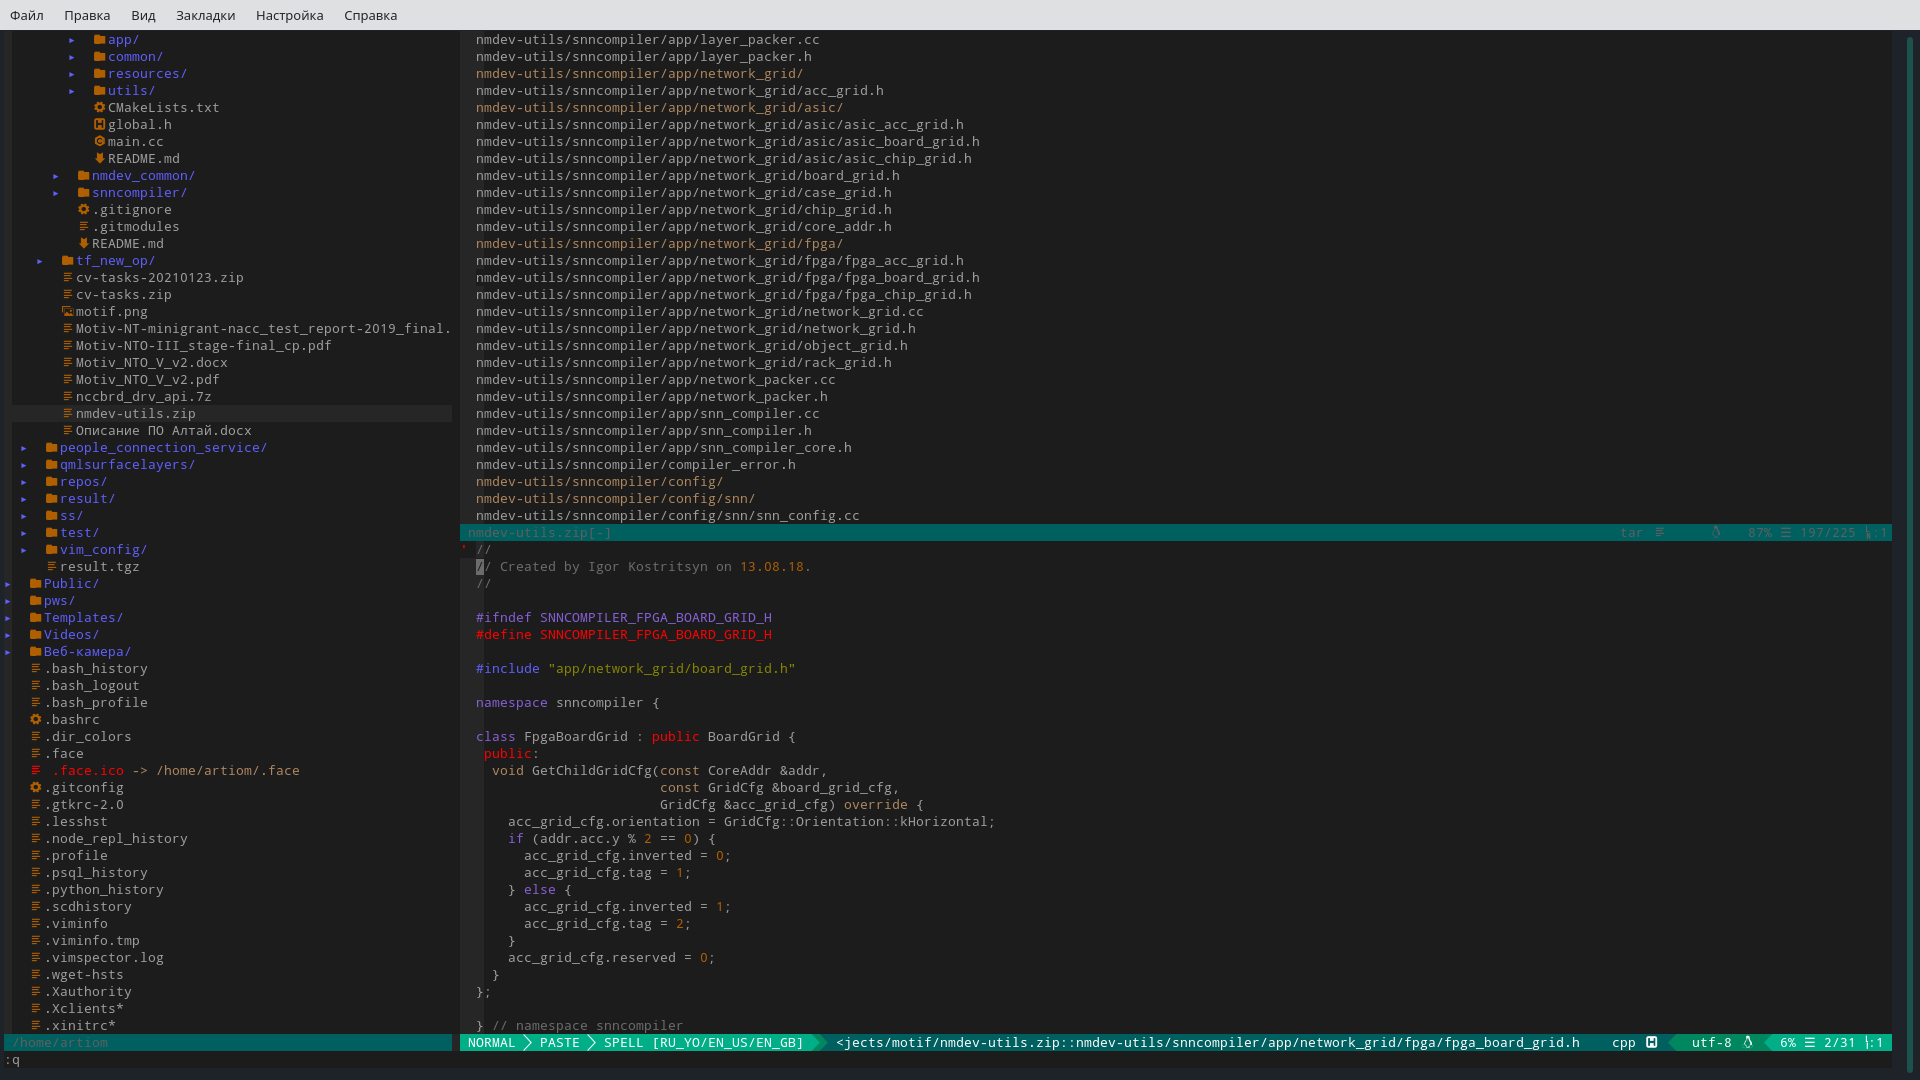 Файл Правка Вид Закладки Настройка Справка
app/
common/
resources/
utils/
CMakeLists.txt
global.h
main.cc
README.md
nmdev_common/
snncompiler/
.gitignore
.gitmodules
README.md
tf_new_op/
cv-tasks-20210123.zip
cv-tasks.zip
motif.png
Motiv-NT-minigrant-nacc_test_report-2019_final.
Motiv-NTO-III_stage-final_cp.pdf
Motiv_NTO_V_v2.docx
Motiv_NTO_V_v2.pdf
nccbrd_drv_api.7z
nmdev-utils.zip
Описание ПО Алтай.docx
people_connection_service/
qmlsurfacelayers/
repos/
result/
ss/
test/
vim_config/
result.tgz
Public/
pws/
Templates/
Videos/
Веб-камера/
.bash_history
.bash_logout
.bash_profile
.bashrc
.dir_colors
.face
.face.ico -> /home/artiom/.face
.gitconfig
.gtkrc-2.0
.lesshst
.node_repl_history
.profile
.psql_history
.python_history
.scdhistory
.viminfo
.viminfo.tmp
.vimspector.log
.wget-hsts
.Xauthority
.Xclients*
.xinitrc*
/home/artiom
:q
nmdev-utils/snncompiler/app/layer_packer.cc
nmdev-utils/snncompiler/app/layer_packer.h
nmdev-utils/snncompiler/app/network_grid/
nmdev-utils/snncompiler/app/network_grid/acc_grid.h
nmdev-utils/snncompiler/app/network_grid/asic/
nmdev-utils/snncompiler/app/network_grid/asic/asic_acc_grid.h
nmdev-utils/snncompiler/app/network_grid/asic/asic_board_grid.h
nmdev-utils/snncompiler/app/network_grid/asic/asic_chip_grid.h
nmdev-utils/snncompiler/app/network_grid/board_grid.h
nmdev-utils/snncompiler/app/network_grid/case_grid.h
nmdev-utils/snncompiler/app/network_grid/chip_grid.h
nmdev-utils/snncompiler/app/network_grid/core_addr.h
nmdev-utils/snncompiler/app/network_grid/fpga/
nmdev-utils/snncompiler/app/network_grid/fpga/fpga_acc_grid.h
nmdev-utils/snncompiler/app/network_grid/fpga/fpga_board_grid.h
nmdev-utils/snncompiler/app/network_grid/fpga/fpga_chip_grid.h
nmdev-utils/snncompiler/app/network_grid/network_grid.cc
nmdev-utils/snncompiler/app/network_grid/network_grid.h
nmdev-utils/snncompiler/app/network_grid/object_grid.h
nmdev-utils/snncompiler/app/network_grid/rack_grid.h
nmdev-utils/snncompiler/app/network_packer.cc
nmdev-utils/snncompiler/app/network_packer.h
nmdev-utils/snncompiler/app/snn_compiler.cc
nmdev-utils/snncompiler/app/snn_compiler.h
nmdev-utils/snncompiler/app/snn_compiler_core.h
nmdev-utils/snncompiler/compiler_error.h
nmdev-utils/snncompiler/config/
nmdev-utils/snncompiler/config/snn/
nmdev-utils/snncompiler/config/snn/snn_config.cc
nmdev-utils.zip[-] tar 87% ☰ 197/225 :1
' //
// Created by Igor Kostritsyn on 13.08.18.
//
#ifndef SNNCOMPILER_FPGA_BOARD_GRID_H
#define SNNCOMPILER_FPGA_BOARD_GRID_H
#include "app/network_grid/board_grid.h"
namespace snncompiler {
class FpgaBoardGrid : public BoardGrid {
public:
void GetChildGridCfg(const CoreAddr &addr,
const GridCfg &board_grid_cfg,
GridCfg &acc_grid_cfg) override {
acc_grid_cfg.orientation = GridCfg::Orientation::kHorizontal;
if (addr.acc.y % 2 == 0) {
acc_grid_cfg.inverted = 0;
acc_grid_cfg.tag = 1;
} else {
acc_grid_cfg.inverted = 1;
acc_grid_cfg.tag = 2;
}
acc_grid_cfg.reserved = 0;
}
};
} // namespace snncompiler
NORMAL PASTE SPELL [RU_YO/EN_US/EN_GB] <jects/motif/nmdev-utils.zip::nmdev-utils/snncompiler/app/network_grid/fpga/fpga_board_grid.h cpp utf-8 6% ☰ 2/31 :1